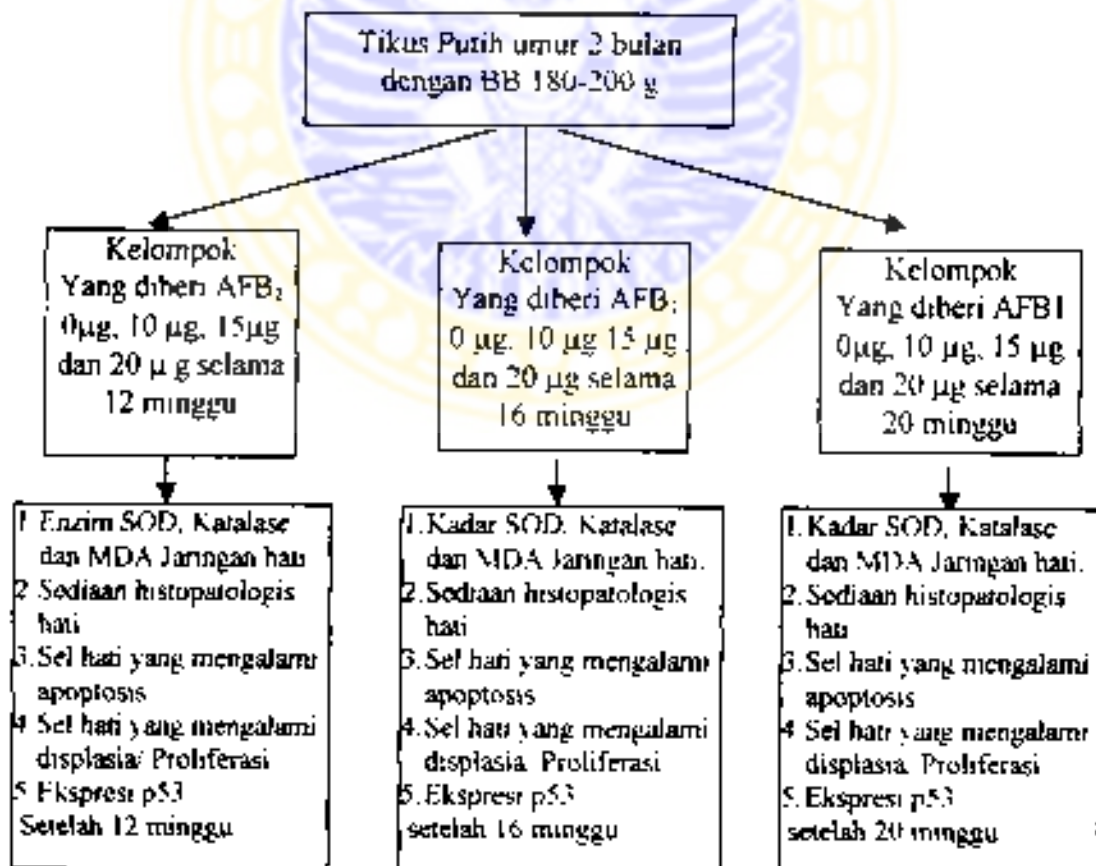 Tikus Putih umur 2 bulan
dengan BB 180-200 g
Kelompok
Yang diberi AFB₁
0µg, 10 µg, 15µg
dan 20 µ g selama
12 minggu
Kelompok
Yang diberi AFB₁
0 µg, 10 µg 15 µg
dan 20 µg selama
16 minggu
Kelompok
Yang diberi AFB1
0µg, 10 µg, 15 µg
dan 20 µg selama
20 minggu
1 Enzim SOD, Katalase
dan MDA Jaringan hati
2 Sediaan histopatologis
hati
3. Sel hati yang mengalami
apoptosis
4 Sel hati yang mengalami
displasia/ Proliferasi
5 Ekspresi p53
Setelah 12 minggu
1. Kadar SOD, Katalase
dan MDA Jaringan hati.
2. Sediaan histopatologis
hati
3. Sel hati yang mengalami
apoptosis
4. Sel hati yang mengalami
displasia Proliferasi
5. Ekspresi p53
setelah 16 minggu
1. Kadar SOD, Katalase
dan MDA Jaringan hati.
2. Sediaan histopatologis
hati
3. Sel hati yang mengalami
apoptosis
4 Sel hati yang mengalami
displasia Proliferasi
5. Ekspresi p53
setelah 20 minggu